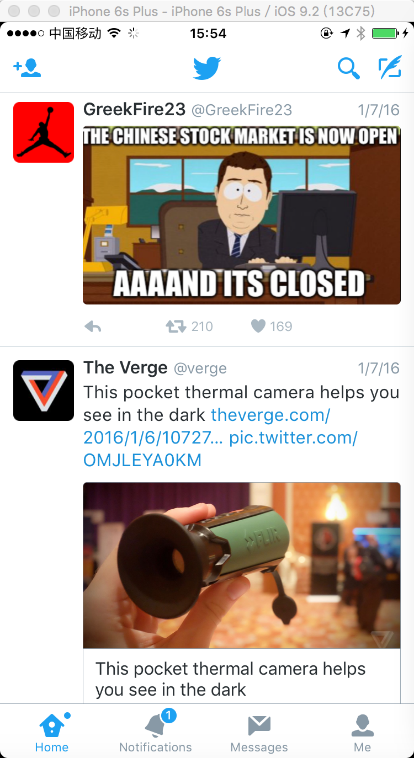 iPhone 6s Plus - iPhone 6s Plus / iOS 9.2 (13C75)
中国移动 15:54
GreekFire23 @GreekFire23 1/7/16
THE CHINESE STOCK MARKET IS NOW OPEN
AAAAND ITS CLOSED
210 169
The Verge @verge 1/7/16
This pocket thermal camera helps you
see in the dark theverge.com/
2016/1/6/10727… pic.twitter.com/
OMJLEYA0KM
FLIR
This pocket thermal camera helps
you see in the dark
1
Home Notifications Messages Me